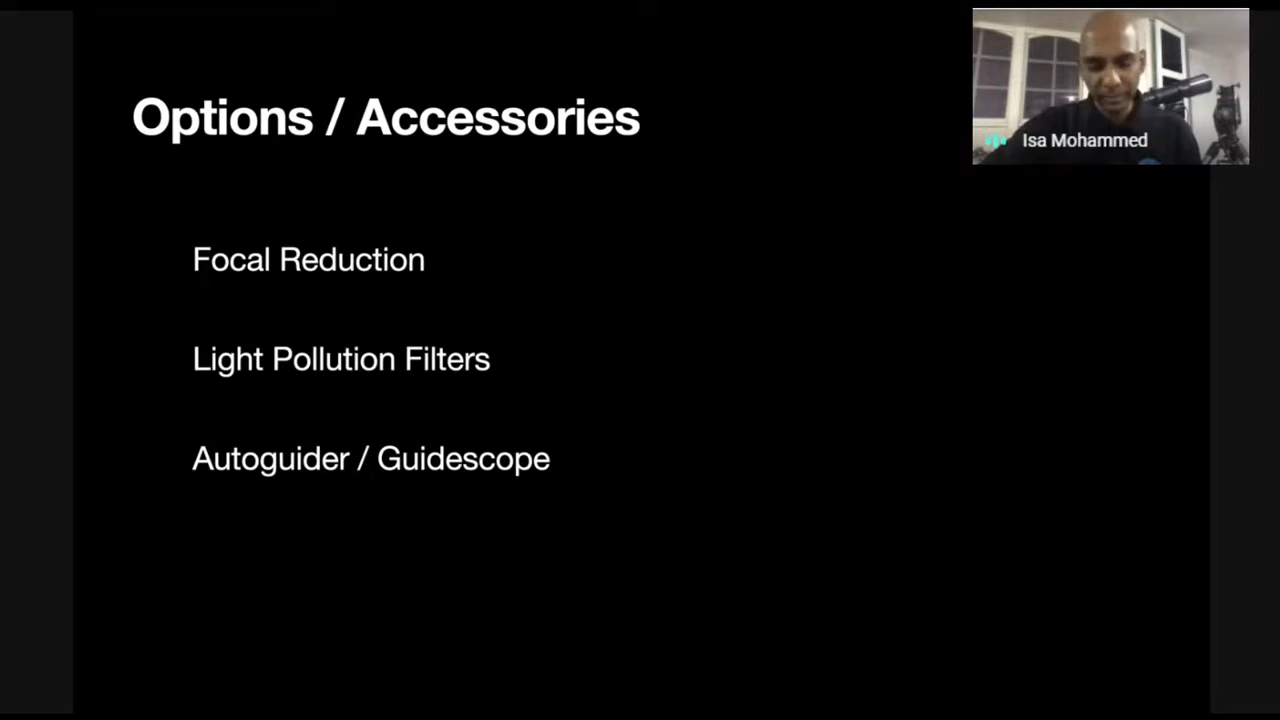 Options / Accessories
Isa Mohammed
Focal Reduction
Light Pollution Filters
Autoguider / Guidescope